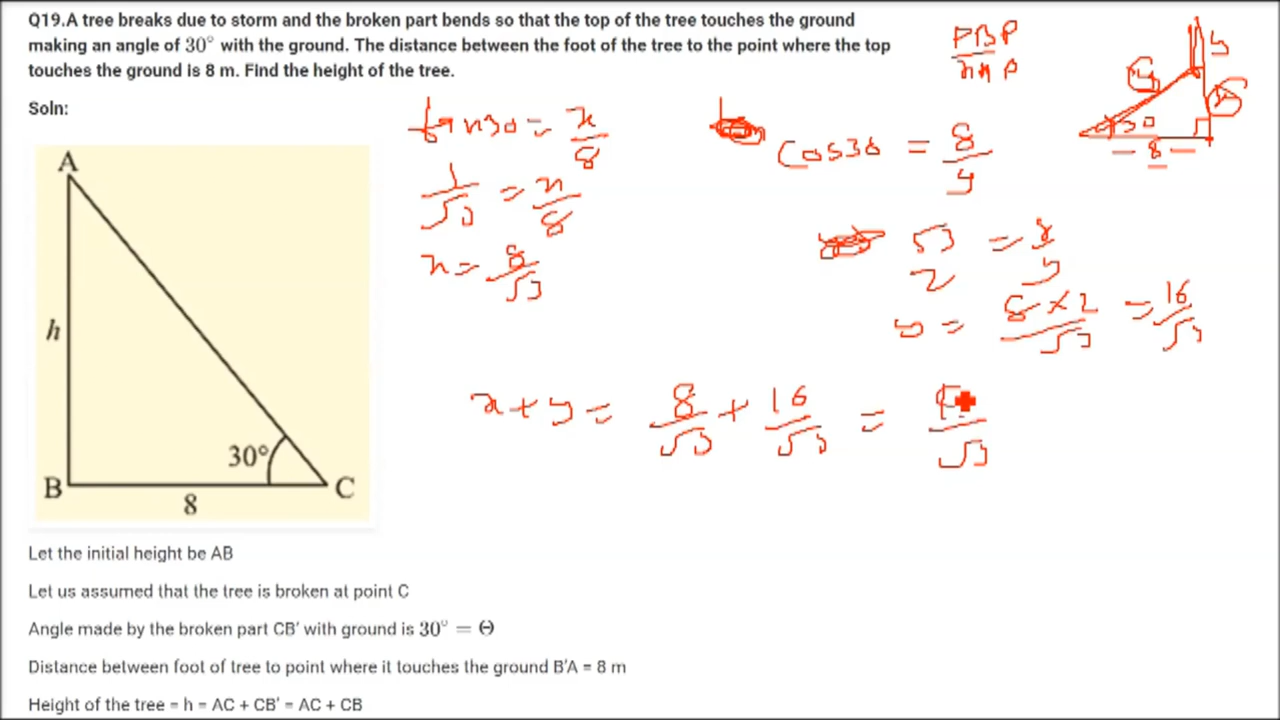 Q19.A tree breaks due to storm and the broken part bends so that the top of the tree touches the ground
making an angle of 30° with the ground. The distance between the foot of the tree to the point where the top
touches the ground is 8 m. Find the height of the tree.
Soln:
PBP
HHB
y
30
8
tan30 = x/8
1/√3 = x/8
x = 8/√3
Cos30 = 8/y
√3/2 = 8/y
y = 8×2/√3 = 16/√3
x+y = 8/√3 + 16/√3 =
√3
A
h
30°
B
C
8
Let the initial height be AB
Let us assumed that the tree is broken at point C
Angle made by the broken part CB′ with ground is 30° = Θ
Distance between foot of tree to point where it touches the ground B′A = 8 m
Height of the tree = h = AC + CB′ = AC + CB